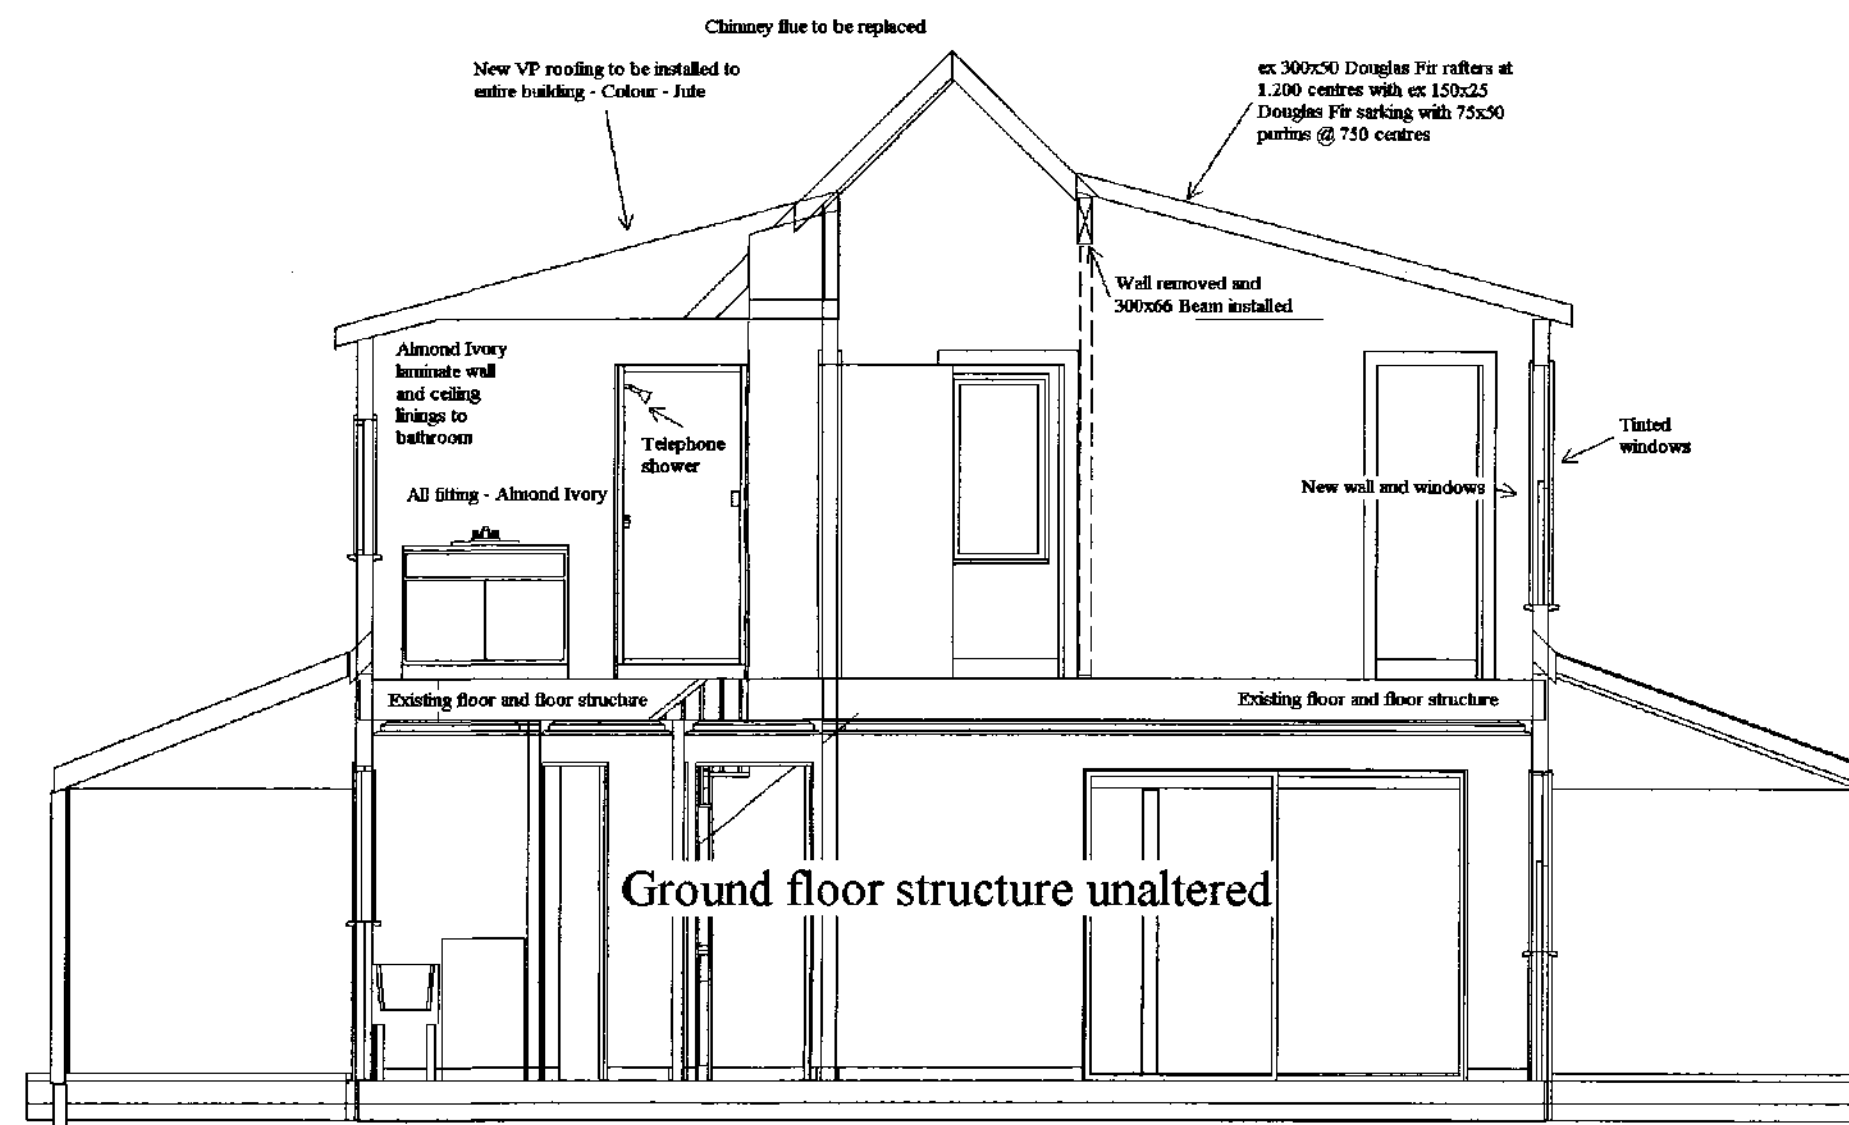 Chimney flue to be replaced
New VP roofing to be installed to
entire building - Colour - Jute
ex 300x50 Douglas Fir rafters at
1.200 centres with ex 150x25
Douglas Fir sarking with 75x50
purlins @ 750 centres
Wall removed and
300x66 Beam installed
Almond Ivory
laminate wall
and ceiling
linings to
bathroom
Telephone
shower
All fitting - Almond Ivory
Tinted
windows
New wall and windows
Existing floor and floor structure
Existing floor and floor structure
Ground floor structure unaltered